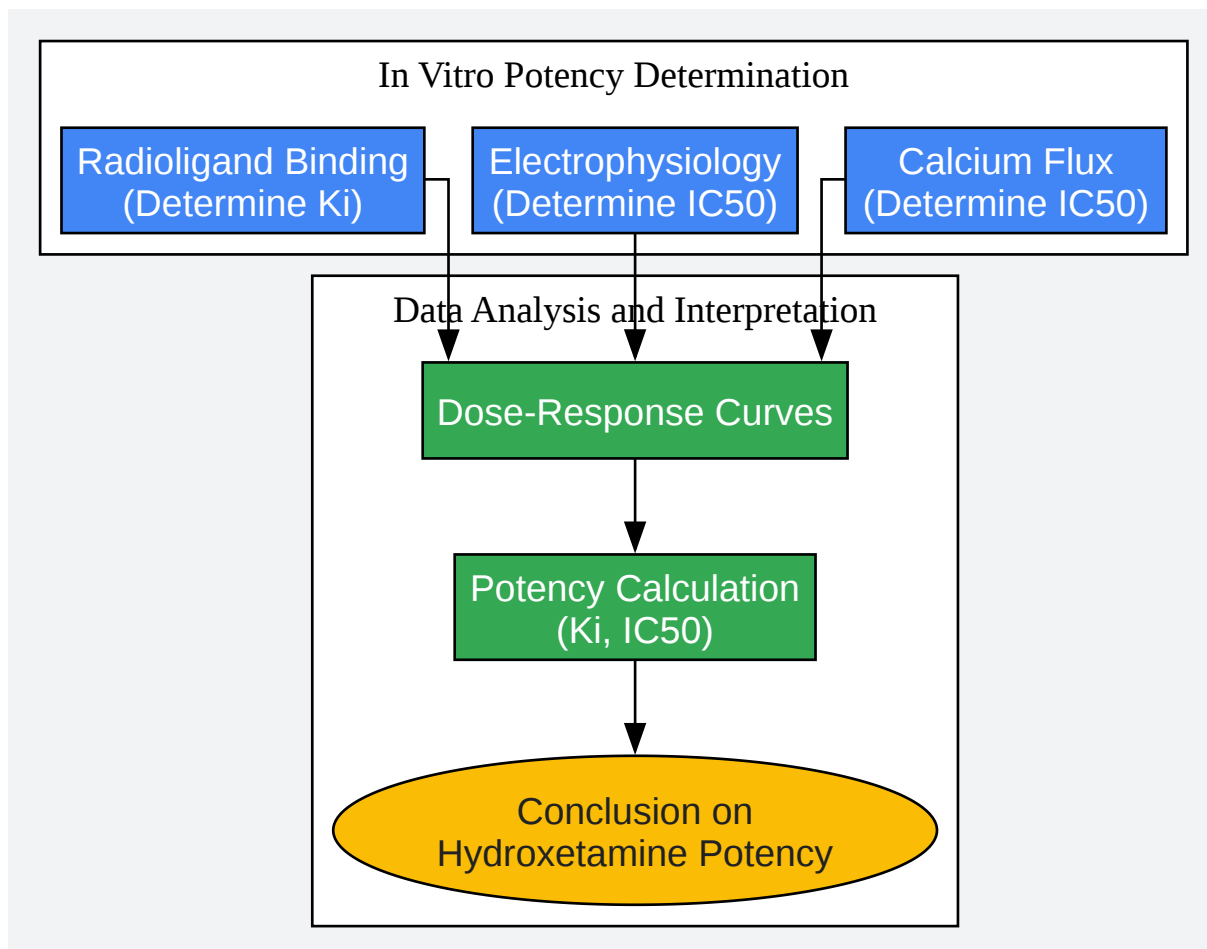 In Vitro Potency Determination
Radioligand Binding
(Determine Ki)
Electrophysiology
(Determine IC50)
Calcium Flux
(Determine IC50)
Data Analysis and Interpretation
Dose-Response Curves
Potency Calculation
(Ki, IC50)
Conclusion on
Hydroxetamine Potency